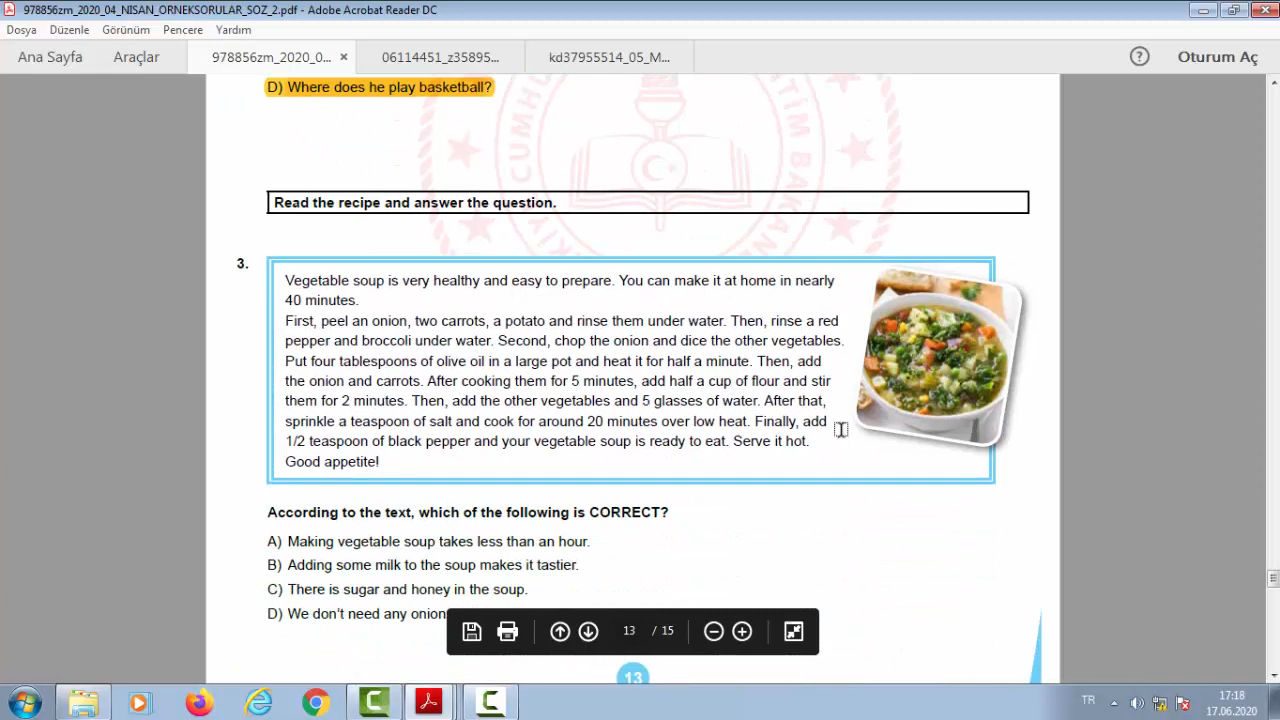 978856zm_2020_04_NISAN_ORNEKSORULAR_SOZ_2.pdf - Adobe Acrobat Reader DC
Dosya Düzenle Görünüm Pencere Yardım
Ana Sayfa Araçlar 978856zm_2020_0... × 06114451_z35895... kd37955514_05_M... ? Oturum Aç
D) Where does he play basketball?
Read the recipe and answer the question.
3.
Vegetable soup is very healthy and easy to prepare. You can make it at home in nearly
40 minutes.
First, peel an onion, two carrots, a potato and rinse them under water. Then, rinse a red
pepper and broccoli under water. Second, chop the onion and dice the other vegetables.
Put four tablespoons of olive oil in a large pot and heat it for half a minute. Then, add
the onion and carrots. After cooking them for 5 minutes, add half a cup of flour and stir
them for 2 minutes. Then, add the other vegetables and 5 glasses of water. After that,
sprinkle a teaspoon of salt and cook for around 20 minutes over low heat. Finally, add
1/2 teaspoon of black pepper and your vegetable soup is ready to eat. Serve it hot.
Good appetite!
According to the text, which of the following is CORRECT?
A) Making vegetable soup takes less than an hour.
B) Adding some milk to the soup makes it tastier.
C) There is sugar and honey in the soup.
D) We don't need any onion
13 / 15
13
TR 17:18
17.06.2020